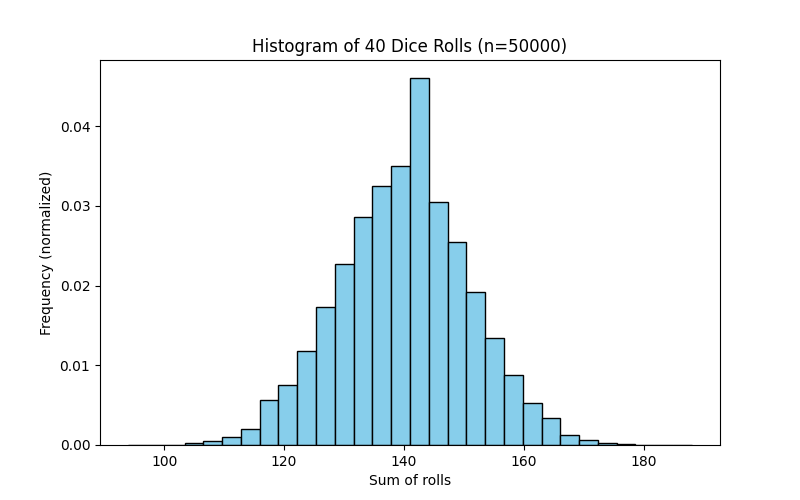 Histogram of 40 Dice Rolls (n=50000)
Frequency (normalized)
0.04
0.03
0.02
0.01
0.00
100 120 140 160 180
Sum of rolls